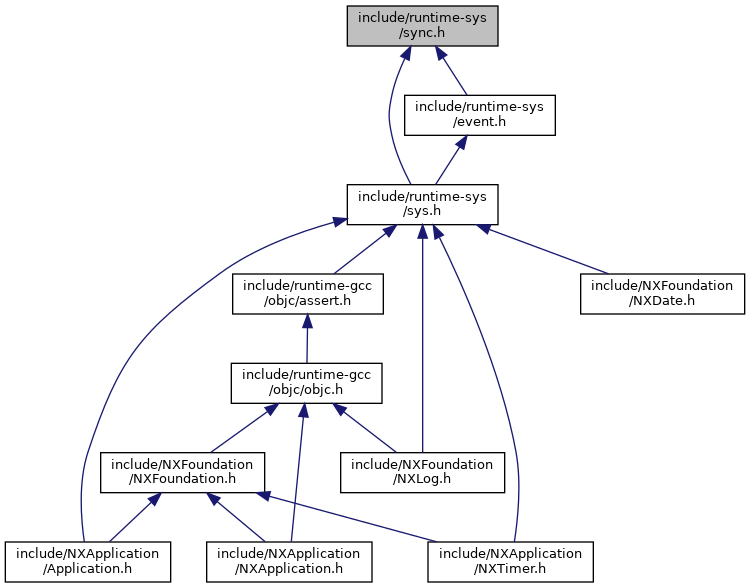 include/runtime-sys
/sync.h
include/runtime-sys
/event.h
include/runtime-sys
/sys.h
include/runtime-gcc
/objc/assert.h
include/NXFoundation
/NXDate.h
include/runtime-gcc
/objc/objc.h
include/NXFoundation
/NXFoundation.h
include/NXFoundation
/NXLog.h
include/NXApplication
/Application.h
include/NXApplication
/NXApplication.h
include/NXApplication
/NXTimer.h